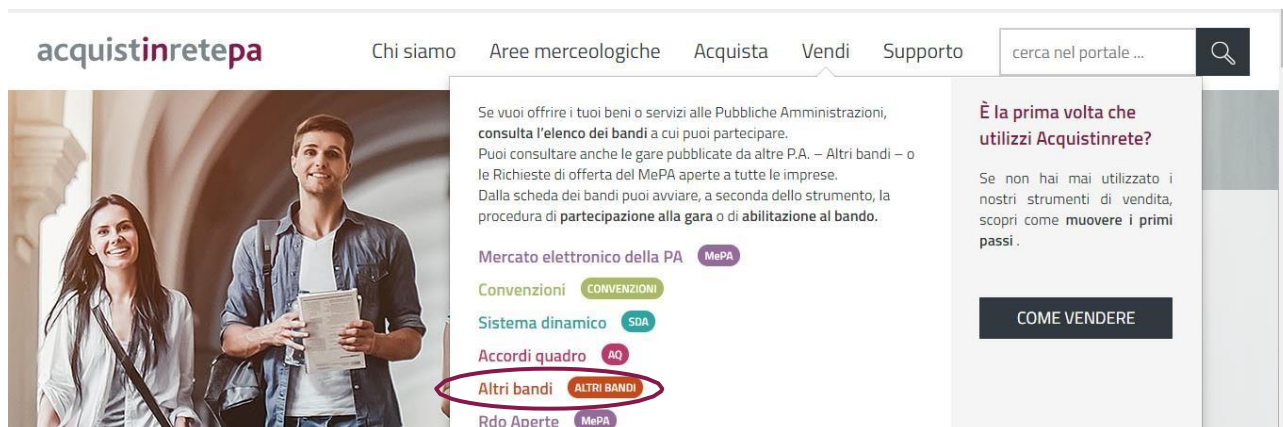 acquistinretepa
Chi siamo Aree merceologiche Acquista Vendi Supporto cerca nel portale ...
Se vuoi offrire i tuoi beni o servizi alle Pubbliche Amministrazioni,
consulta l'elenco dei bandi a cui puoi partecipare.
Puoi consultare anche le gare pubblicate da altre P.A. – Altri bandi – o
le Richieste di offerta del MePA aperte a tutte le imprese.
Dalla scheda dei bandi puoi avviare, a seconda dello strumento, la
procedura di partecipazione alla gara o di abilitazione al bando.
Mercato elettronico della PA MePA
Convenzioni CONVENZIONI
Sistema dinamico SDA
Accordi quadro AQ
Altri bandi ALTRI BANDI
Rdo Aperte MePA
È la prima volta che
utilizzi Acquistinrete?
Se non hai mai utilizzato i
nostri strumenti di vendita,
scopri come muovere i primi
passi .
COME VENDERE